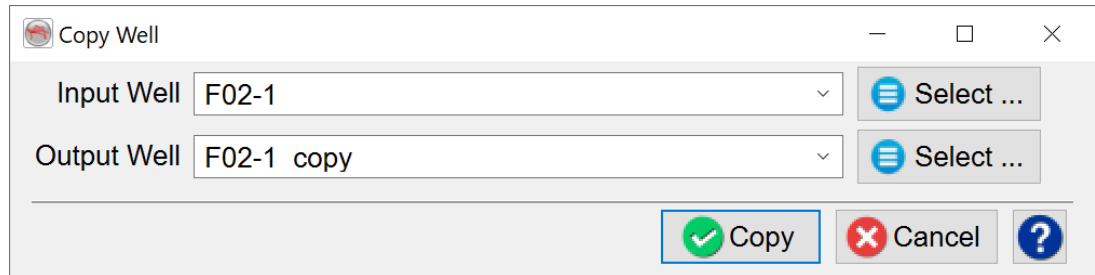 Copy Well
Input Well F02-1 Select ...
Output Well F02-1 copy Select ...
Copy Cancel ?